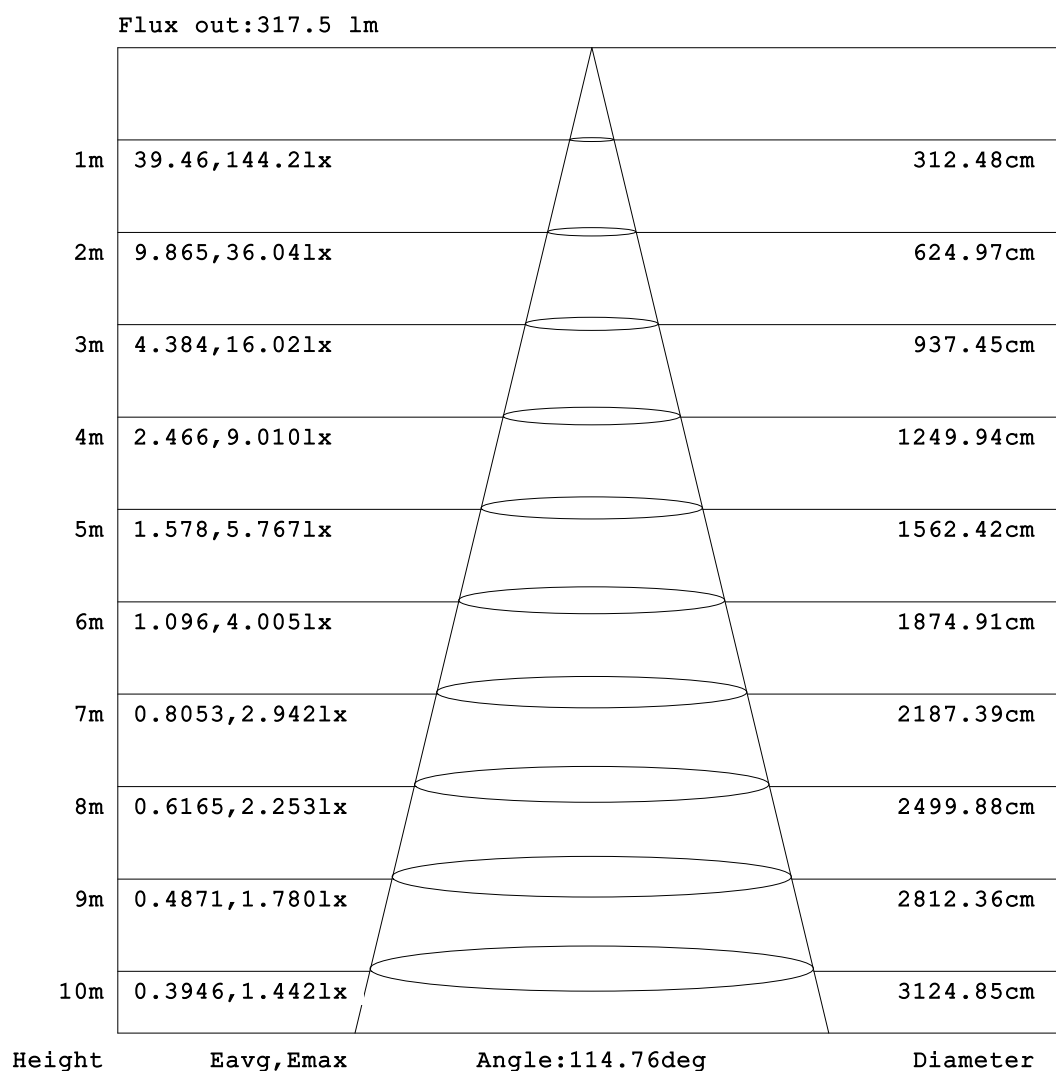 Flux out:317.5 lm
1m 39.46,144.2lx 312.48cm
2m 9.865,36.04lx 624.97cm
3m 4.384,16.02lx 937.45cm
4m 2.466,9.010lx 1249.94cm
5m 1.578,5.767lx 1562.42cm
6m 1.096,4.005lx 1874.91cm
7m 0.8053,2.942lx 2187.39cm
8m 0.6165,2.253lx 2499.88cm
9m 0.4871,1.780lx 2812.36cm
10m 0.3946,1.442lx 3124.85cm
Height Eavg,Emax Angle:114.76deg Diameter